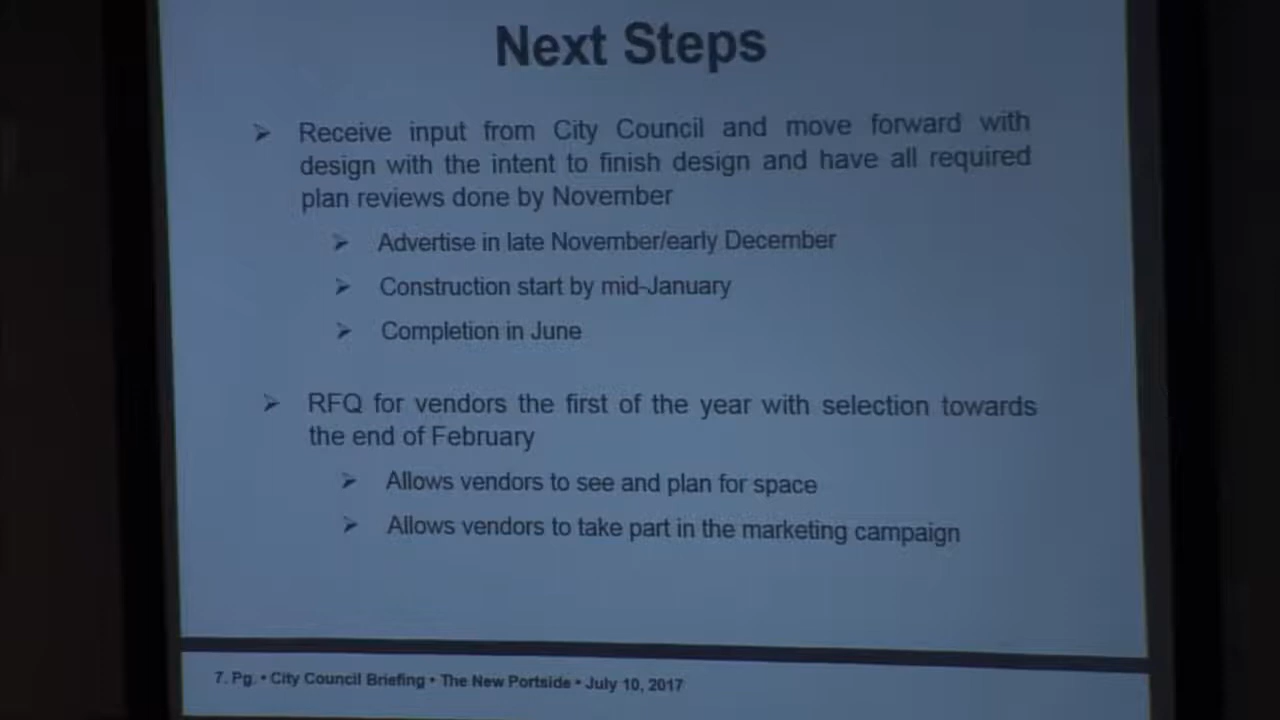 Next Steps
➢ Receive input from City Council and move forward with
design with the intent to finish design and have all required
plan reviews done by November
➢ Advertise in late November/early December
➢ Construction start by mid-January
➢ Completion in June
➢ RFQ for vendors the first of the year with selection towards
the end of February
➢ Allows vendors to see and plan for space
➢ Allows vendors to take part in the marketing campaign
7. Pg. • City Council Briefing • The New Portside • July 10, 2017